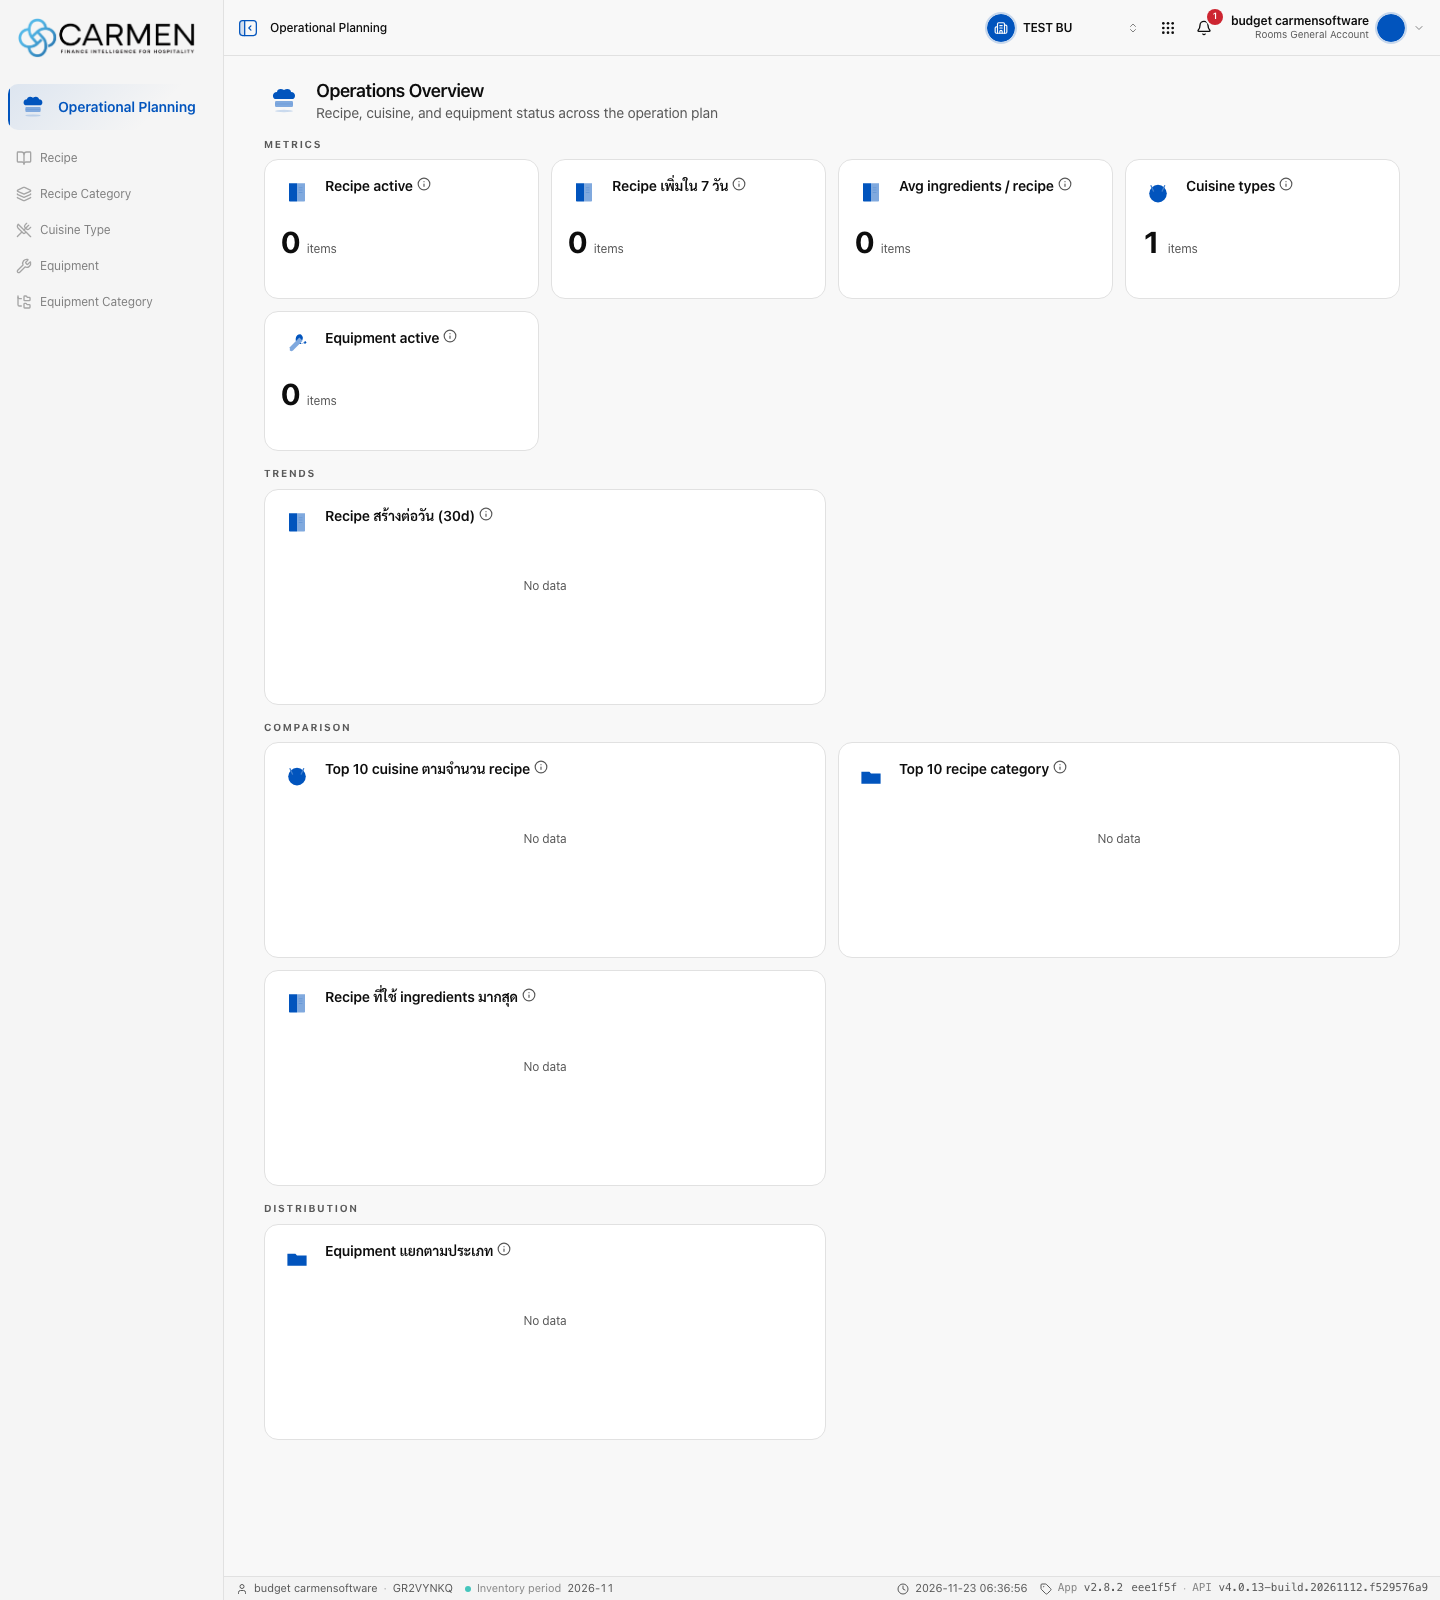 CARMEN
FINANCE INTELLIGENCE FOR HOSPITALITY
Operational Planning
Recipe
Recipe Category
Cuisine Type
Equipment
Equipment Category
Operational Planning
TEST BU
1
budget carmensoftware
Rooms General Account
Operations Overview
Recipe, cuisine, and equipment status across the operation plan
METRICS
Recipe active
0 items
Recipe เพิ่มใน 7 วัน
0 items
Avg ingredients / recipe
0 items
Cuisine types
1 items
Equipment active
0 items
TRENDS
Recipe สร้างต่อวัน (30d)
No data
COMPARISON
Top 10 cuisine ตามจำนวน recipe
No data
Top 10 recipe category
No data
Recipe ที่ใช้ ingredients มากสุด
No data
DISTRIBUTION
Equipment แยกตามประเภท
No data
budget carmensoftware · GR2VYNKQ Inventory period 2026-11
2026-11-23 06:36:56 App v2.8.2 eee1f5f · API v4.0.13-build.20261112.f529576a9